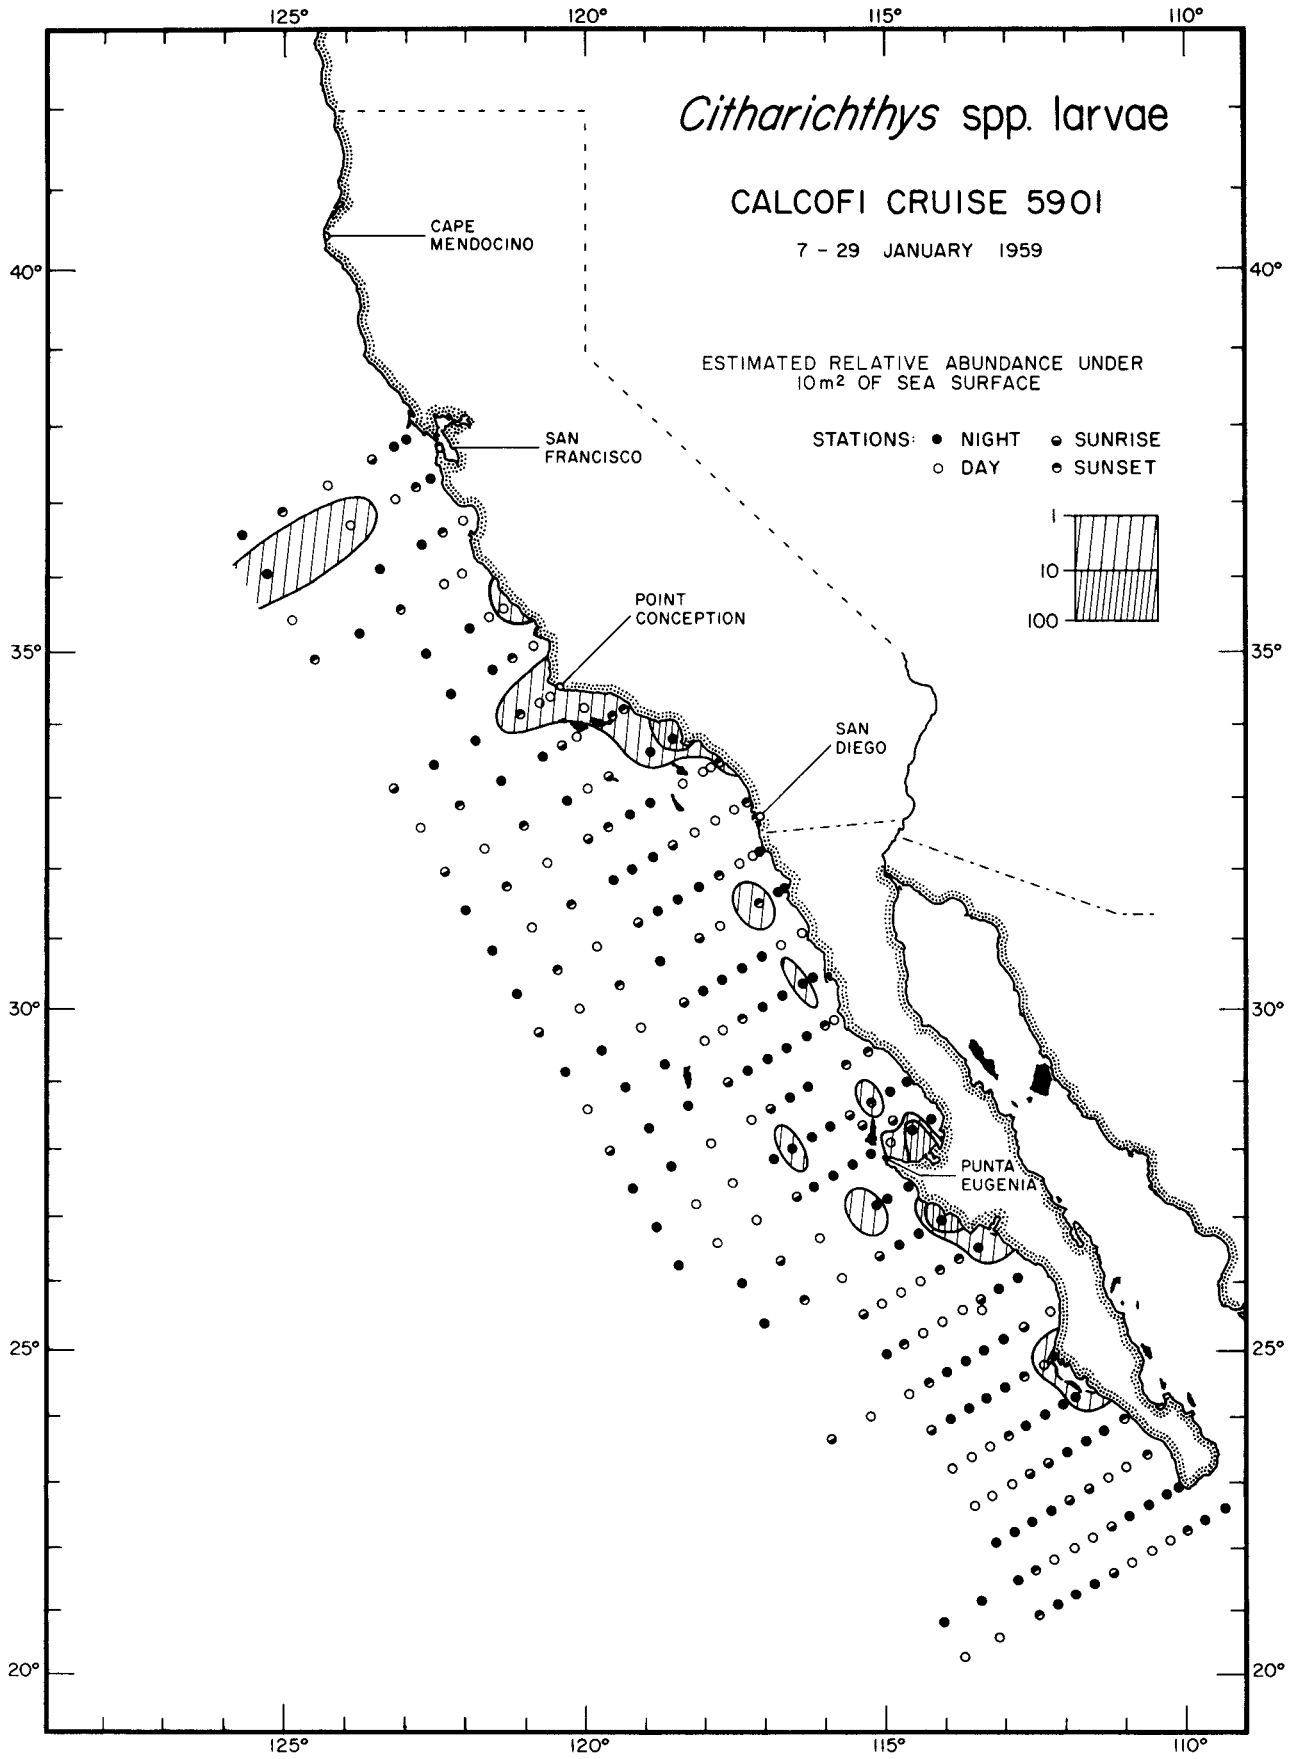 125° 120° 115° 110°
Citharichthys spp. larvae
CALCOFI CRUISE 5901
7 - 29 JANUARY 1959
CAPE
MENDOCINO
40° 40°
ESTIMATED RELATIVE ABUNDANCE UNDER
10m² OF SEA SURFACE
STATIONS: NIGHT SUNRISE
DAY SUNSET
SAN
FRANCISCO
1
10
100
POINT
CONCEPTION
35° 35°
SAN
DIEGO
30° 30°
PUNTA
EUGENIA
25° 25°
20° 20°
125° 120° 115° 110°